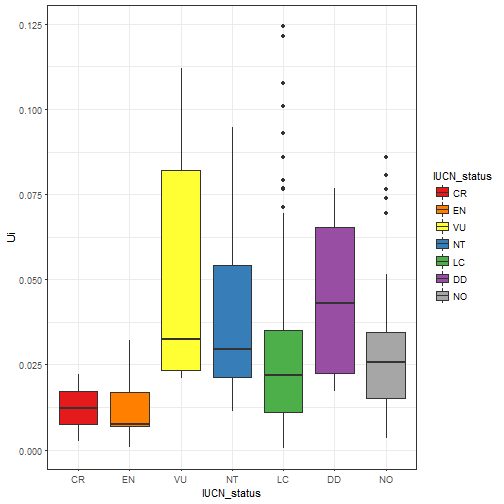 0.125
0.100
0.075
0.050
0.025
0.000
Ui
CR EN VU NT LC DD NO
IUCN_status
IUCN_status
CR
EN
VU
NT
LC
DD
NO